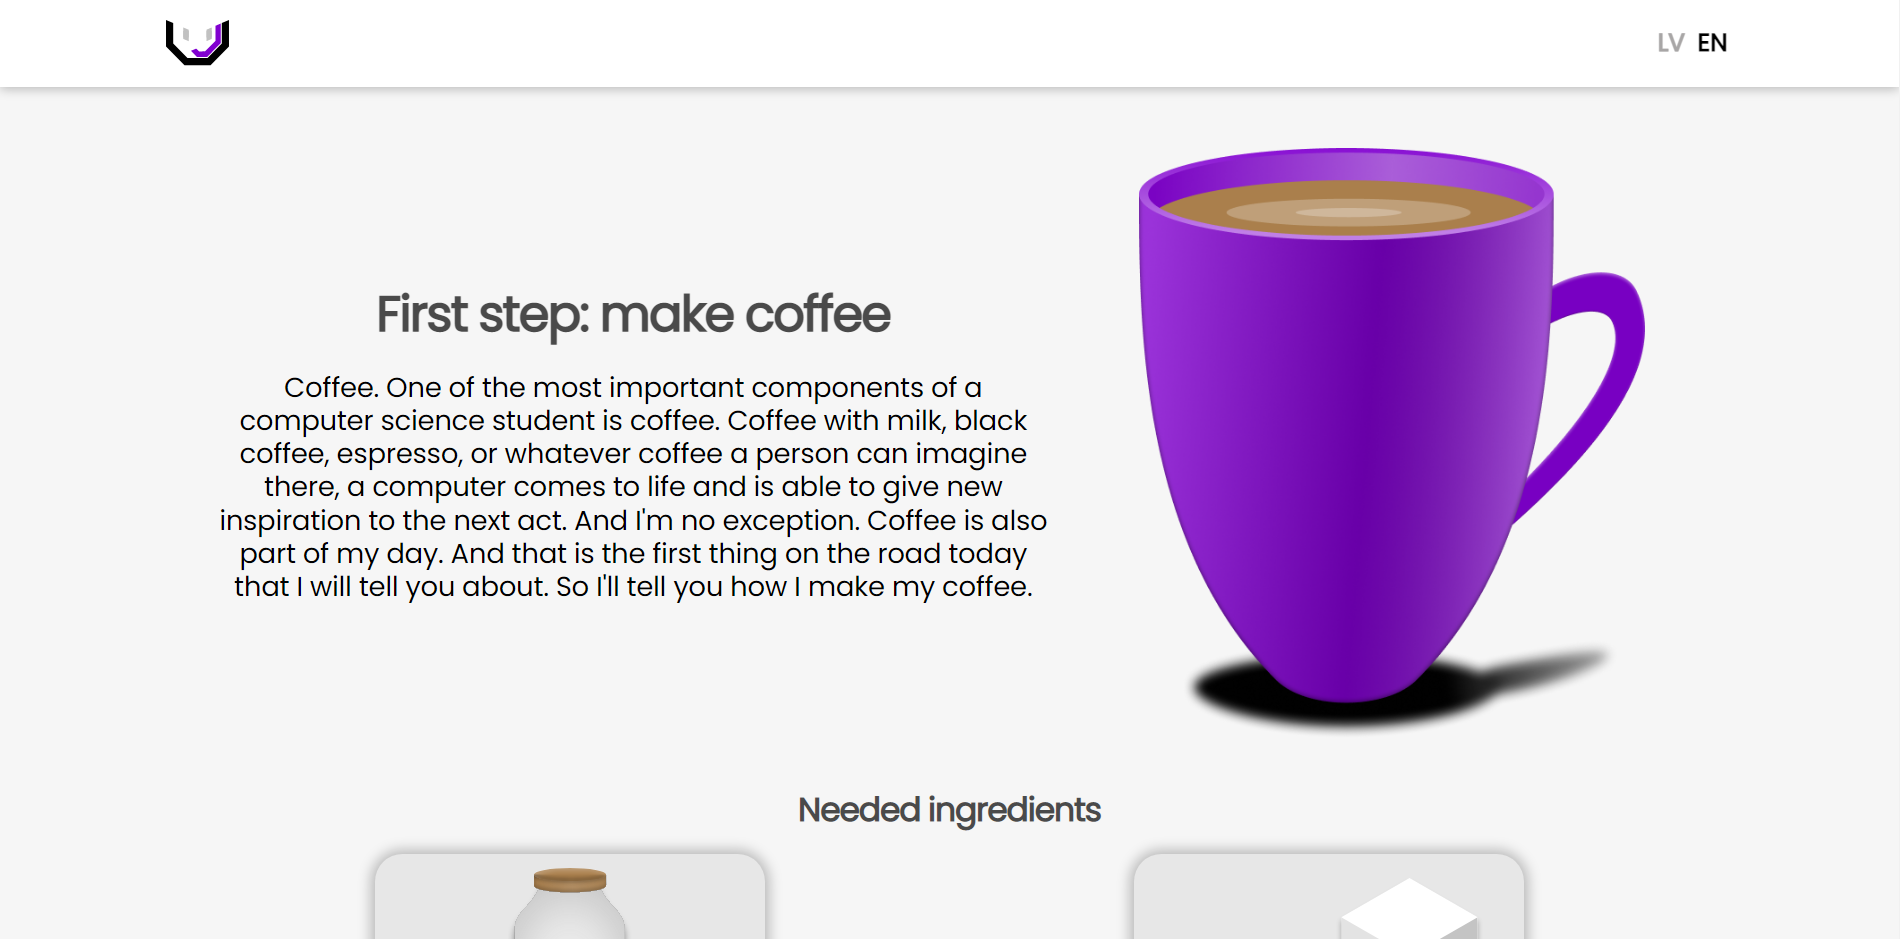 LV EN
First step: make coffee
Coffee. One of the most important components of a
computer science student is coffee. Coffee with milk, black
coffee, espresso, or whatever coffee a person can imagine
there, a computer comes to life and is able to give new
inspiration to the next act. And I'm no exception. Coffee is also
part of my day. And that is the first thing on the road today
that I will tell you about. So I'll tell you how I make my coffee.
Needed ingredients